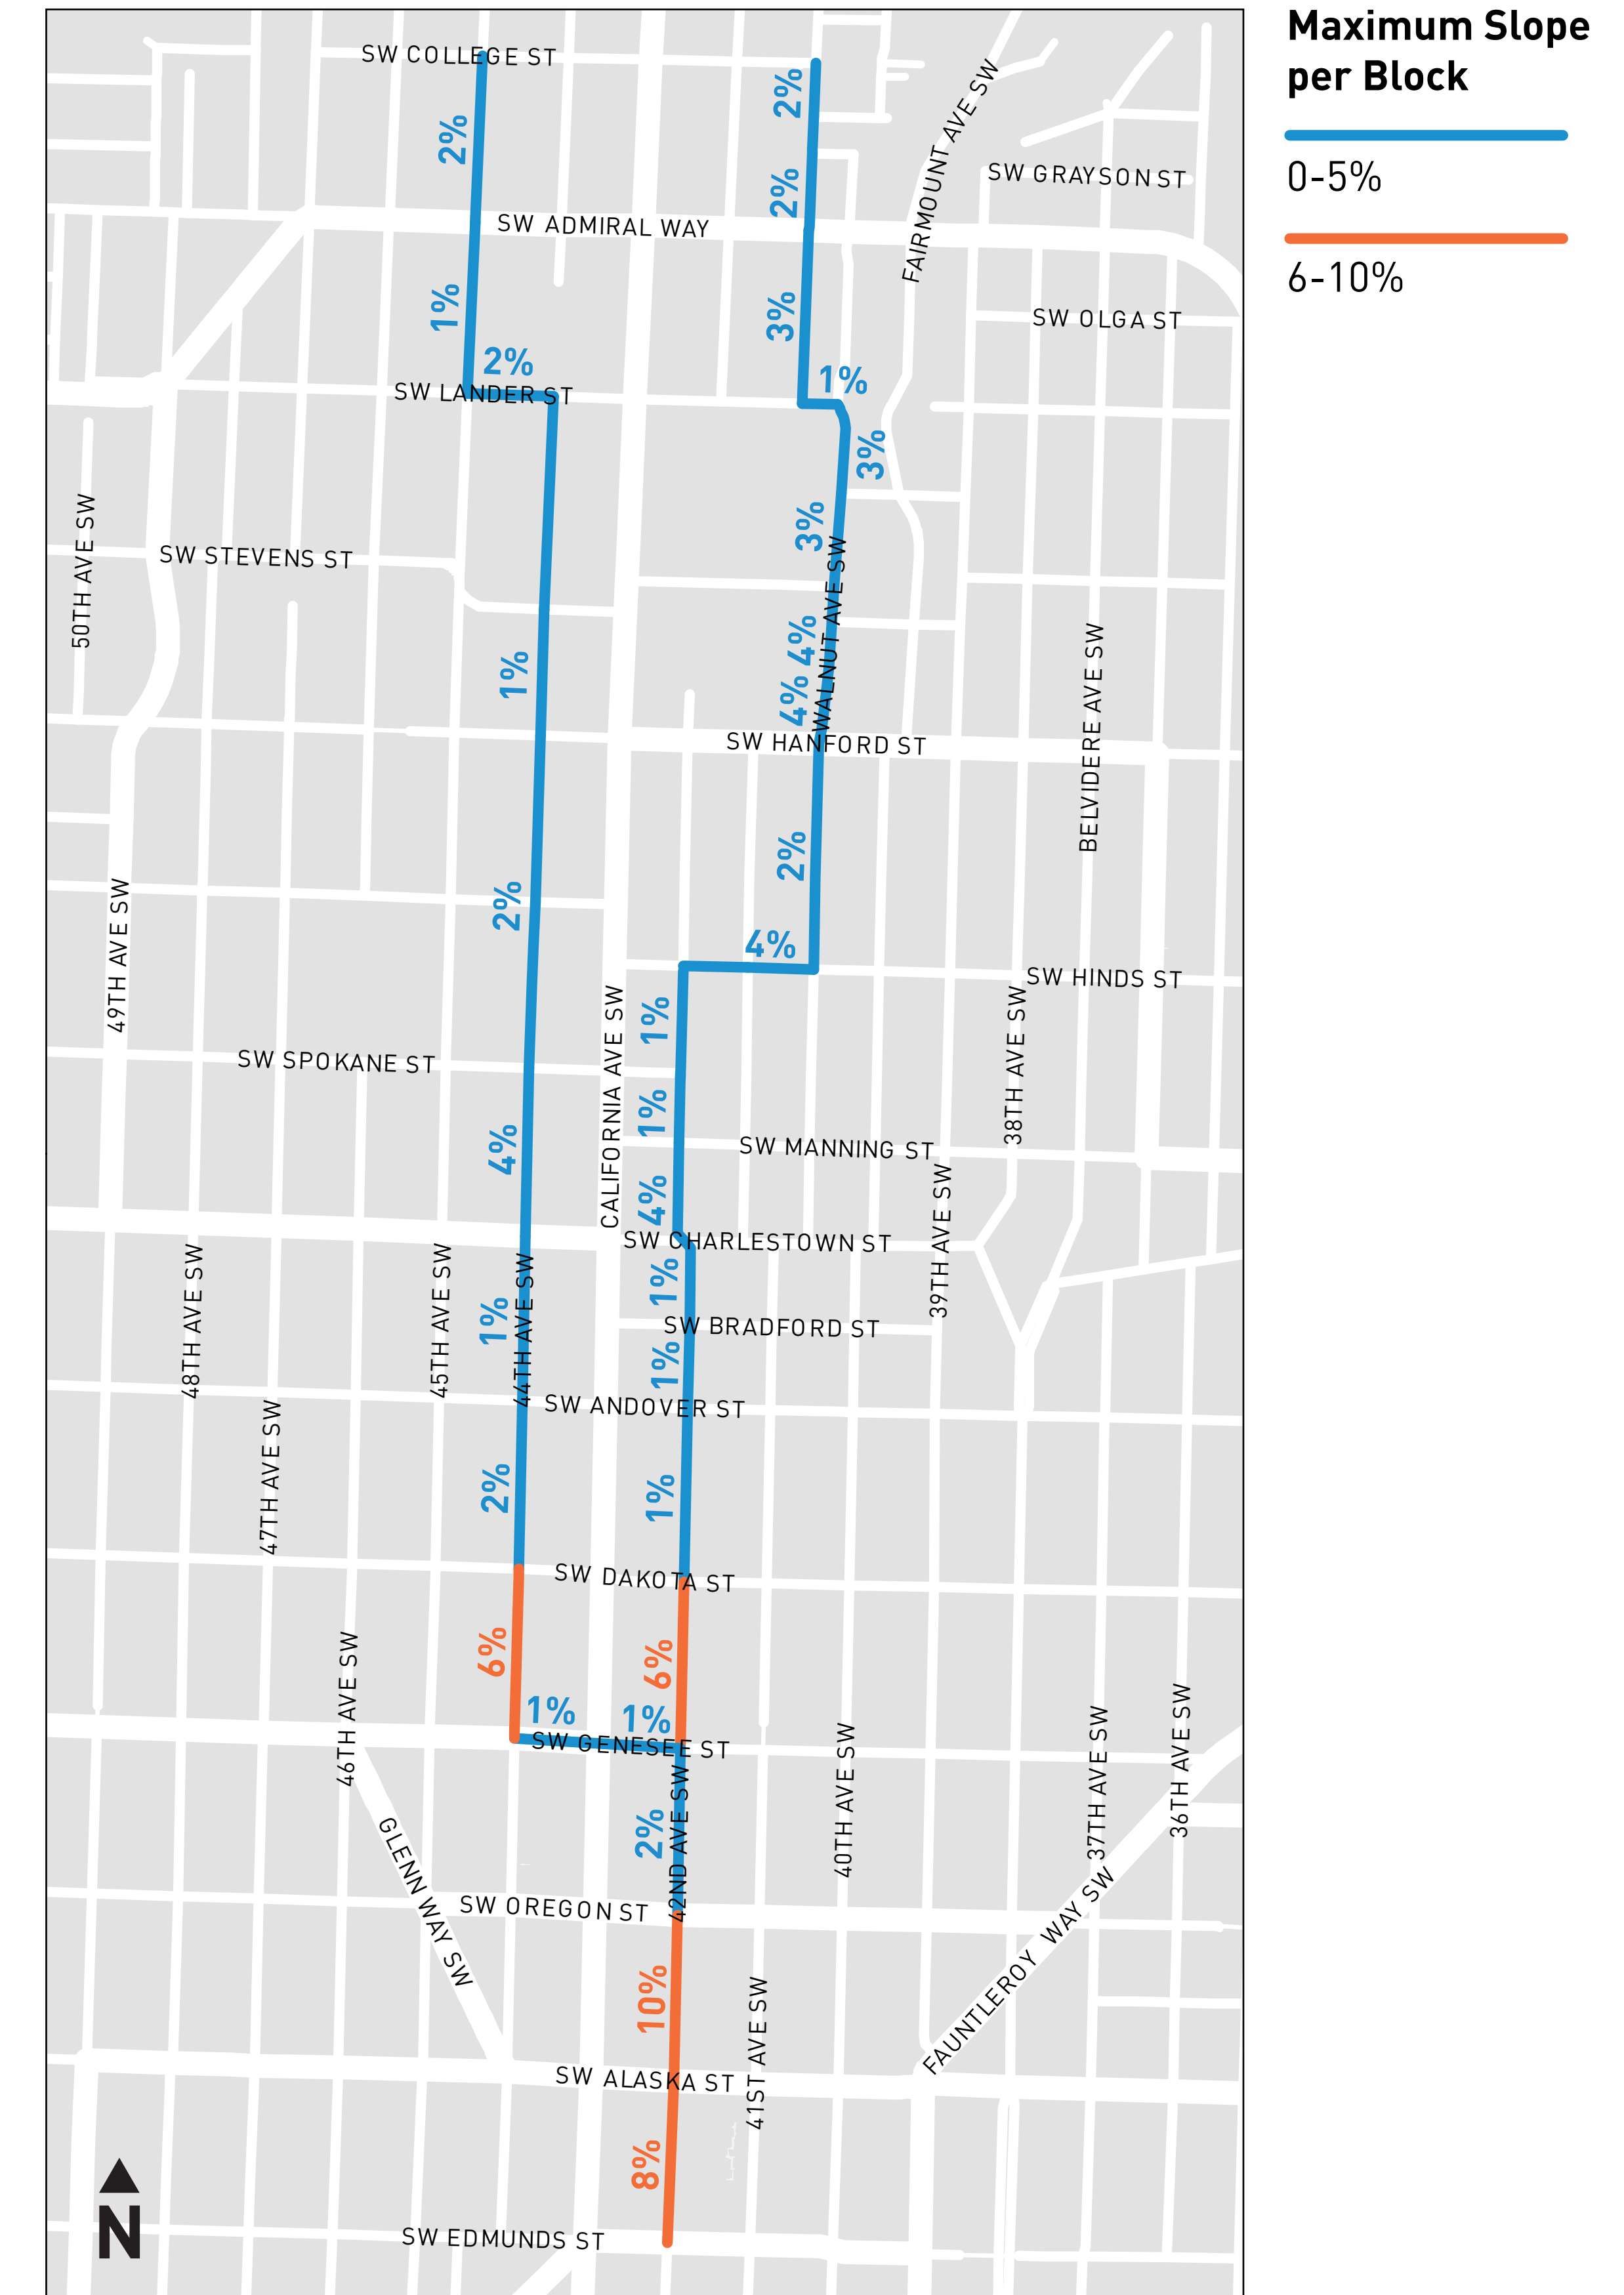 Maximum Slope
per Block
0-5%
6-10%
SW COLLEGE ST
2%
2%
FAIRMOUNT AVE SW
2%
SW GRAYSON ST
SW ADMIRAL WAY
1%
3%
SW OLGA ST
2%
1%
SW LANDER ST
3%
3%
50TH AVE SW
SW STEVENS ST
WALNUT AVE SW
4%
1%
4%
BELVIDERE AVE SW
SW HANFORD ST
2%
2%
49TH AVE SW
4%
SW HINDS ST
1%
CALIFORNIA AVE SW
38TH AVE SW
SW SPOKANE ST
1%
4%
SW MANNING ST
4%
39TH AVE SW
SW CHARLESTOWN ST
48TH AVE SW
45TH AVE SW
44TH AVE SW
1%
1%
SW BRADFORD ST
1%
SW ANDOVER ST
47TH AVE SW
2%
1%
SW DAKOTA ST
46TH AVE SW
6%
6%
1%
1%
SW GENESEE ST
40TH AVE SW
37TH AVE SW
36TH AVE SW
2%
42ND AVE SW
GLENN WAY SW
SW OREGON ST
FAUNTLEROY WAY SW
10%
41ST AVE SW
SW ALASKA ST
8%
N
SW EDMUNDS ST